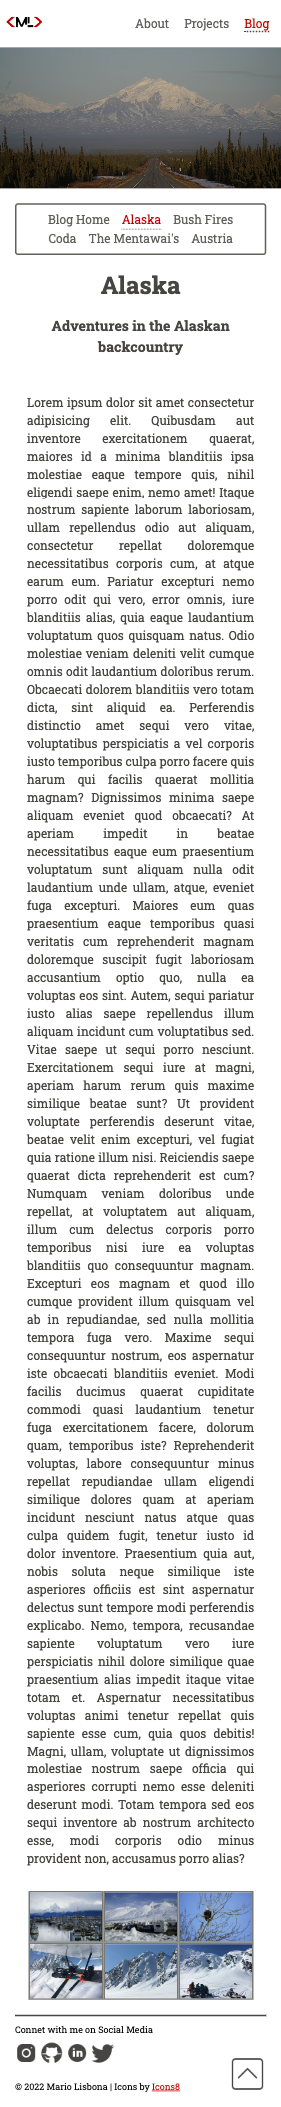 <ML>
About Projects Blog
Blog Home Alaska Bush Fires
Coda The Mentawai's Austria
Alaska
Adventures in the Alaskan
backcountry
Lorem ipsum dolor sit amet consectetur
adipisicing elit. Quibusdam aut
inventore exercitationem quaerat,
maiores id a minima blanditiis ipsa
molestiae eaque tempore quis, nihil
eligendi saepe enim, nemo amet! Itaque
nostrum sapiente laborum laboriosam,
ullam repellendus odio aut aliquam,
consectetur repellat doloremque
necessitatibus corporis cum, at atque
earum eum. Pariatur excepturi nemo
porro odit qui vero, error omnis, iure
blanditiis alias, quia eaque laudantium
voluptatum quos quisquam natus. Odio
molestiae veniam deleniti velit cumque
omnis odit laudantium doloribus rerum.
Obcaecati dolorem blanditiis vero totam
dicta, sint aliquid ea. Perferendis
distinctio amet sequi vero vitae,
voluptatibus perspiciatis a vel corporis
iusto temporibus culpa porro facere quis
harum qui facilis quaerat mollitia
magnam? Dignissimos minima saepe
aliquam eveniet quod obcaecati? At
aperiam impedit in beatae
necessitatibus eaque eum praesentium
voluptatum sunt aliquam nulla odit
laudantium unde ullam, atque, eveniet
fuga excepturi. Maiores eum quas
praesentium eaque temporibus quasi
veritatis cum reprehenderit magnam
doloremque suscipit fugit laboriosam
accusantium optio quo, nulla ea
voluptas eos sint. Autem, sequi pariatur
iusto alias saepe repellendus illum
aliquam incidunt cum voluptatibus sed.
Vitae saepe ut sequi porro nesciunt.
Exercitationem sequi iure at magni,
aperiam harum rerum quis maxime
similique beatae sunt? Ut provident
voluptate perferendis deserunt vitae,
beatae velit enim excepturi, vel fugiat
quia ratione illum nisi. Reiciendis saepe
quaerat dicta reprehenderit est cum?
Numquam veniam doloribus unde
repellat, at voluptatem aut aliquam,
illum cum delectus corporis porro
temporibus nisi iure ea voluptas
blanditiis quo consequuntur magnam.
Excepturi eos magnam et quod illo
cumque provident illum quisquam vel
ab in repudiandae, sed nulla mollitia
tempora fuga vero. Maxime sequi
consequuntur nostrum, eos aspernatur
iste obcaecati blanditiis eveniet. Modi
facilis ducimus quaerat cupiditate
commodi quasi laudantium tenetur
fuga exercitationem facere, dolorum
quam, temporibus iste? Reprehenderit
voluptas, labore consequuntur minus
repellat repudiandae ullam eligendi
similique dolores quam at aperiam
incidunt nesciunt natus atque quas
culpa quidem fugit, tenetur iusto id
dolor inventore. Praesentium quia aut,
nobis soluta neque similique iste
asperiores officiis est sint aspernatur
delectus sunt tempore modi perferendis
explicabo. Nemo, tempora, recusandae
sapiente voluptatum vero iure
perspiciatis nihil dolore similique quae
praesentium alias impedit itaque vitae
totam et. Aspernatur necessitatibus
voluptas animi tenetur repellat quis
sapiente esse cum, quia quos debitis!
Magni, ullam, voluptate ut dignissimos
molestiae nostrum saepe officia qui
asperiores corrupti nemo esse deleniti
deserunt modi. Totam tempora sed eos
sequi inventore ab nostrum architecto
esse, modi corporis odio minus
provident non, accusamus porro alias?
Connet with me on Social Media
© 2022 Mario Lisbona | Icons by Icons8